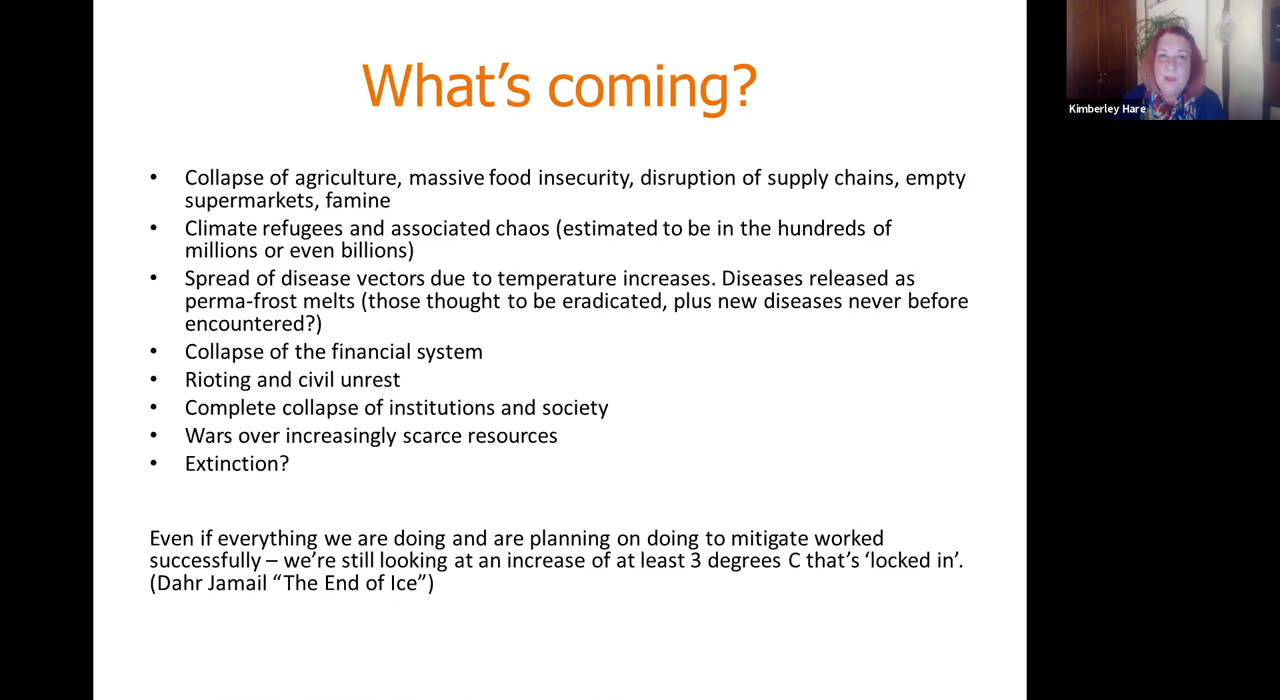 What's coming?
Kimberley Hare
• Collapse of agriculture, massive food insecurity, disruption of supply chains, empty
supermarkets, famine
• Climate refugees and associated chaos (estimated to be in the hundreds of
millions or even billions)
• Spread of disease vectors due to temperature increases. Diseases released as
perma-frost melts (those thought to be eradicated, plus new diseases never before
encountered?)
• Collapse of the financial system
• Rioting and civil unrest
• Complete collapse of institutions and society
• Wars over increasingly scarce resources
• Extinction?
Even if everything we are doing and are planning on doing to mitigate worked
successfully – we're still looking at an increase of at least 3 degrees C that's ‘locked in’.
(Dahr Jamail “The End of Ice”)